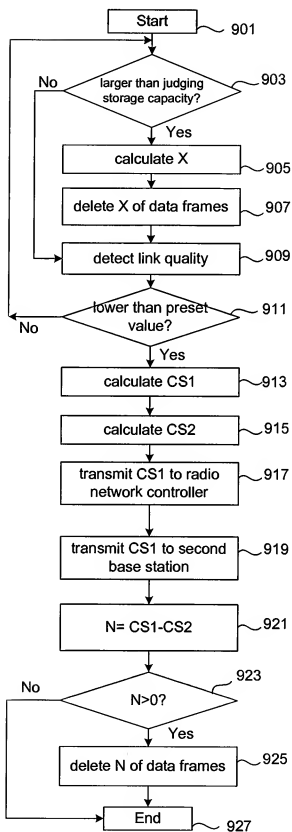 Start
901
No
larger than judging
storage capacity?
903
Yes
calculate X
905
delete X of data frames
907
detect link quality
909
lower than preset
value?
911
No
Yes
calculate CS1
913
calculate CS2
915
transmit CS1 to radio
network controller
917
transmit CS1 to second
base station
919
N= CS1-CS2
921
No
N>0?
923
Yes
delete N of data frames
925
End
927